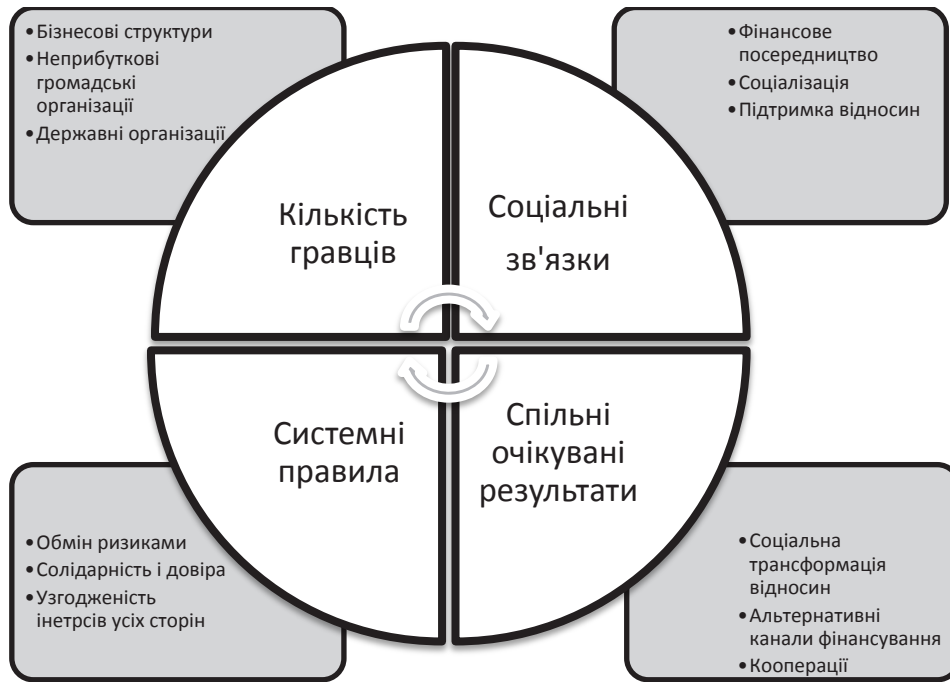 •Бізнесові структури
•Неприбуткові
громадські
організації
•Державні організації
•Фінансове
посередництво
•Соціалізація
•Підтримка відносин
Кількість
гравців
Соціальні
зв'язки
Системні
правила
Спільні
очікувані
результати
•Обмін ризиками
•Солідарність і довіра
•Узгодженість
інетрсів усіх сторін
•Соціальна
трансформація
відносин
•Альтернативні
канали фінансування
•Кооперації